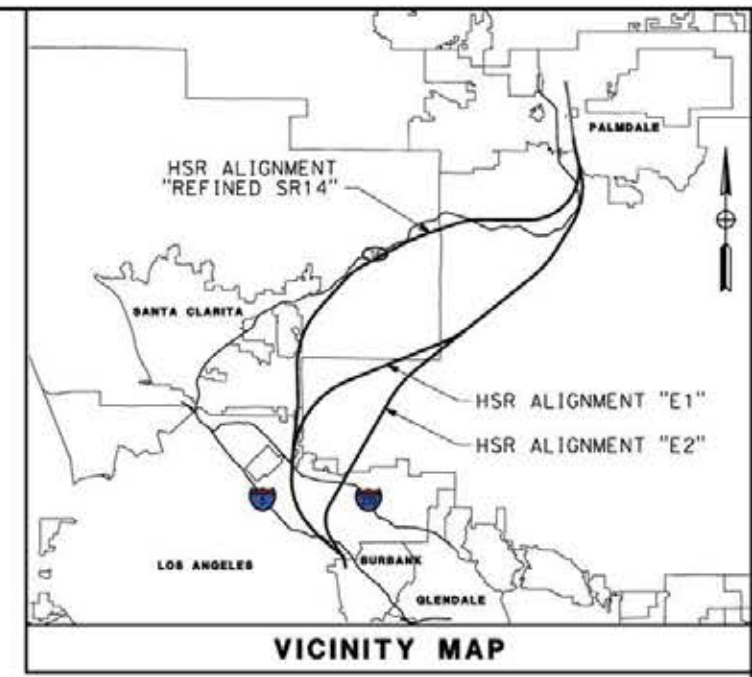 PALMDALE
HSR ALIGNMENT
"REFINED SR14"
SANTA CLARITA
HSR ALIGNMENT "E1"
HSR ALIGNMENT "E2"
5
LOS ANGELES
BURBANK
GLENDALE
VICINITY MAP